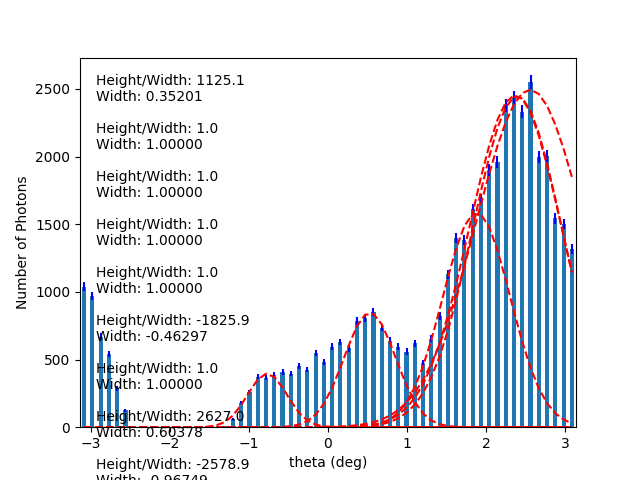 Height/Width: 1125.1
Width: 0.35201
Height/Width: 1.0
Width: 1.00000
Height/Width: 1.0
Width: 1.00000
Height/Width: 1.0
Width: 1.00000
Height/Width: 1.0
Width: 1.00000
Height/Width: -1825.9
Width: -0.46297
Height/Width: 1.0
Width: 1.00000
Height/Width: 2627.0
Width: 0.60378
Height/Width: -2578.9
Width: -0.96749
2500
2000
1500
1000
500
0
Number of Photons
−3 −2 −1 0 1 2 3
theta (deg)